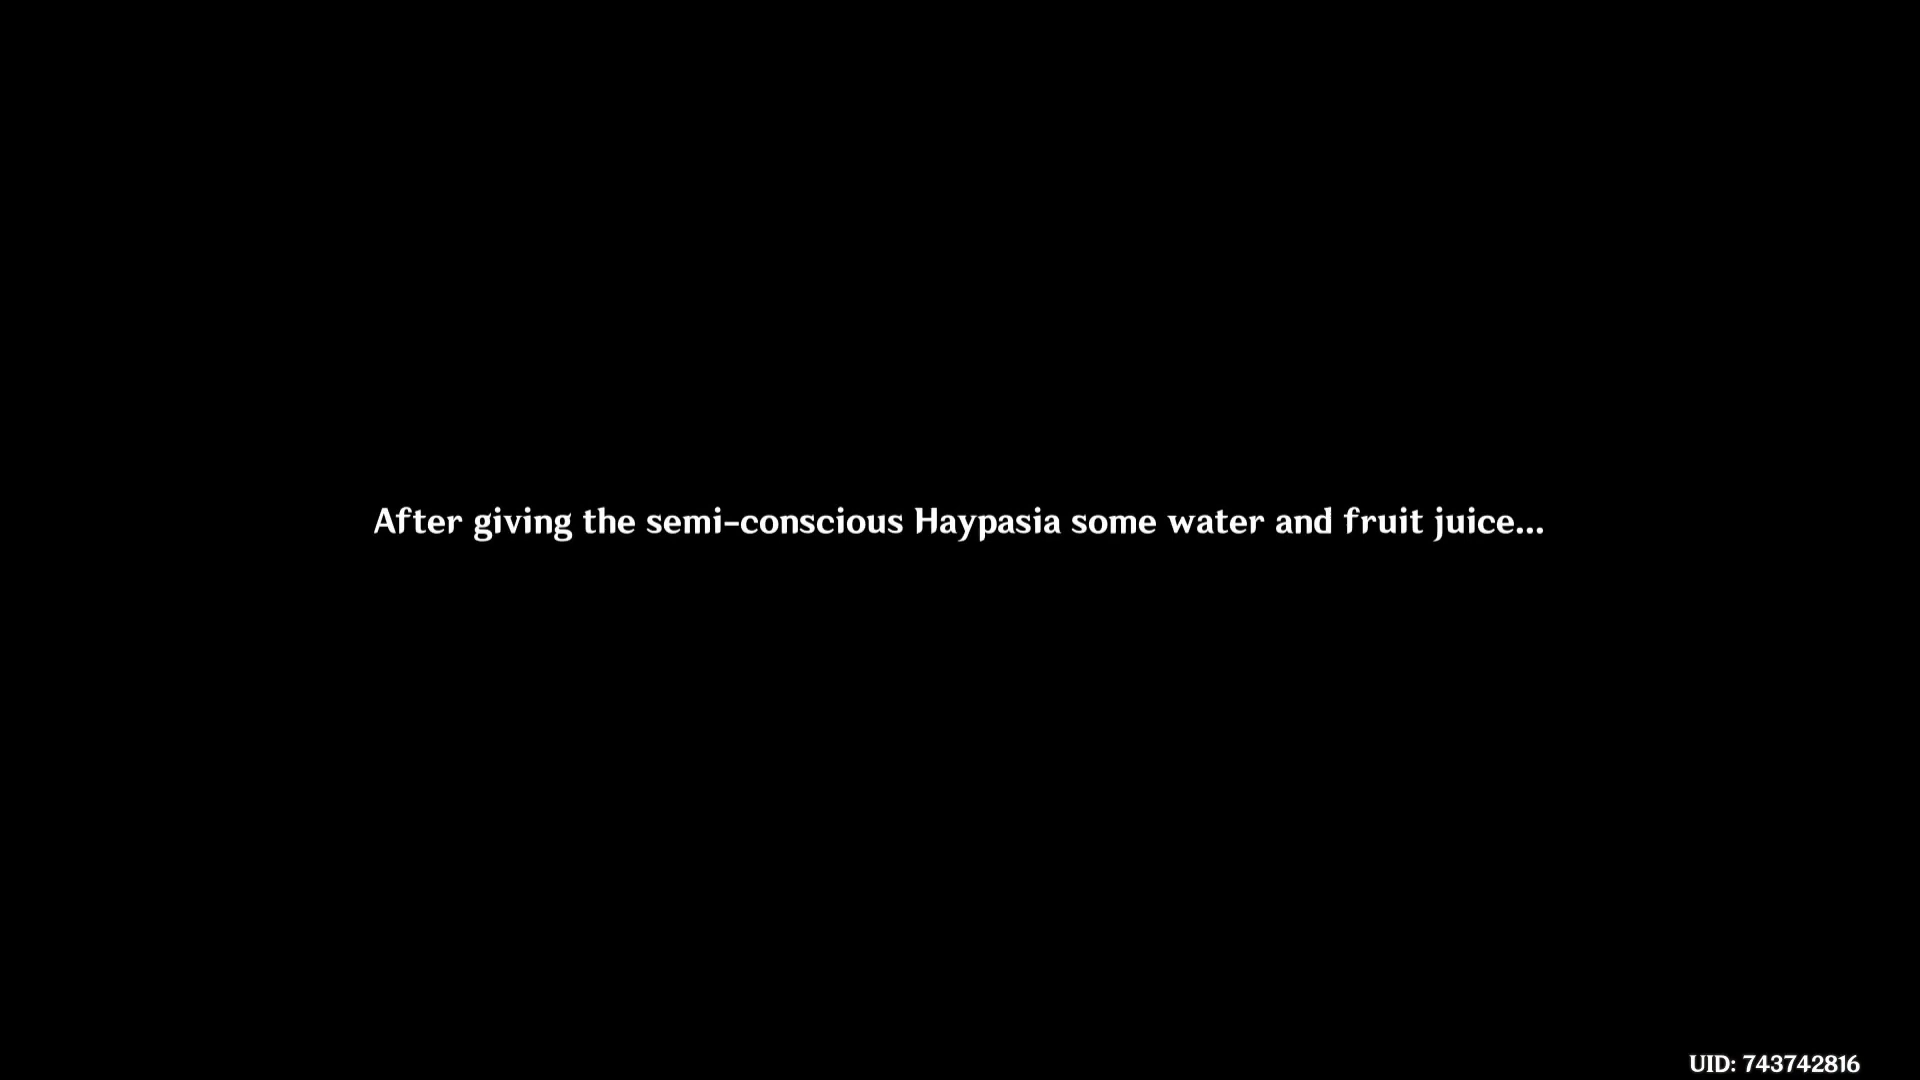 After giving the semi-conscious Haypasia some water and fruit juice...
UID: 743742816